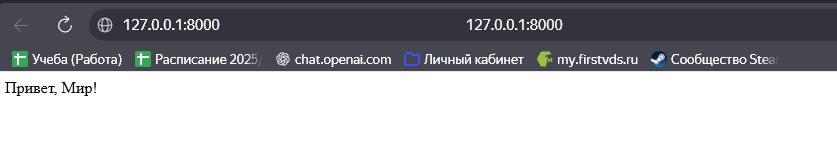 127.0.0.1:8000 127.0.0.1:8000
Учеба (Работа) Расписание 2025/ chat.openai.com Личный кабинет my.firstvds.ru Сообщество Stea
Привет, Мир!